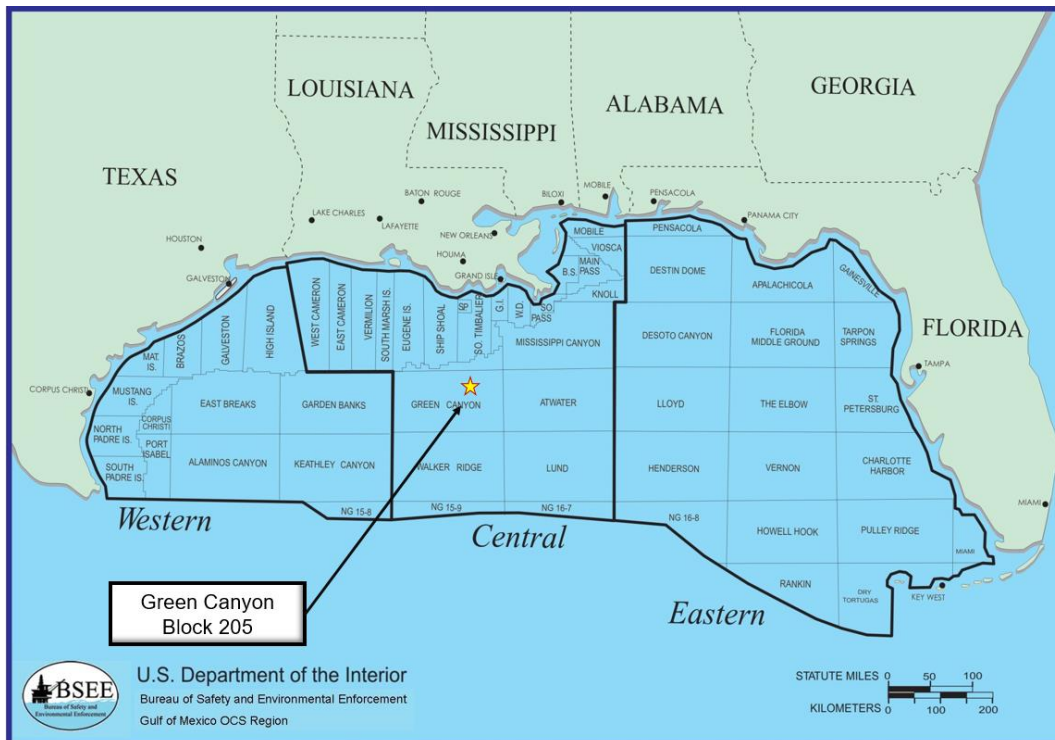 GEORGIA
LOUISIANA
ALABAMA
MISSISSIPPI
TEXAS
BATON ROUGE
BILOXI
MOBILE
PENSACOLA
LAKE CHARLES
LAFAYETTE
PANAMA CITY
NEW ORLEANS
HOUSTON
HOUMA
GALVESTON
GRAND ISLE
MOBILE
VIOSCA
KNOLL
MAIN
PASS
B.S.
PENSACOLA
DESTIN DOME
APALACHICOLA
GAINESVILLE
FLORIDA
TAMPA
CORPUS CHRISTI
MAT.
IS.
BRAZOS
GALVESTON
HIGH ISLAND
WEST CAMERON
EAST CAMERON
VERMILION
SOUTH MARSH IS.
EUGENE IS.
SHIP SHOAL
SP.
SO. TIMBALIER
G.I.
W.D.
SO.
PASS
MISSISSIPPI CANYON
DESOTO CANYON
FLORIDA
MIDDLE GROUND
TARPON
SPRINGS
MUSTANG
IS.
EAST BREAKS
GARDEN BANKS
GREEN CANYON
ATWATER
LLOYD
THE ELBOW
ST.
PETERSBURG
NORTH
PADRE IS.
CORPUS
CHRISTI
PORT
ISABEL
SOUTH
PADRE IS.
ALAMINOS CANYON
KEATHLEY CANYON
WALKER RIDGE
LUND
HENDERSON
VERNON
CHARLOTTE
HARBOR
MIAMI
NG 15-8
NG 15-9
NG 16-7
NG 16-8
HOWELL HOOK
PULLEY RIDGE
MIAMI
Western
Central
Eastern
RANKIN
DRY
TORTUGAS
KEY WEST
Green Canyon
Block 205
BSEE
Bureau of Safety and
Environmental Enforcement
U.S. Department of the Interior
Bureau of Safety and Environmental Enforcement
Gulf of Mexico OCS Region
STATUTE MILES 0 50 100
KILOMETERS 0 100 200